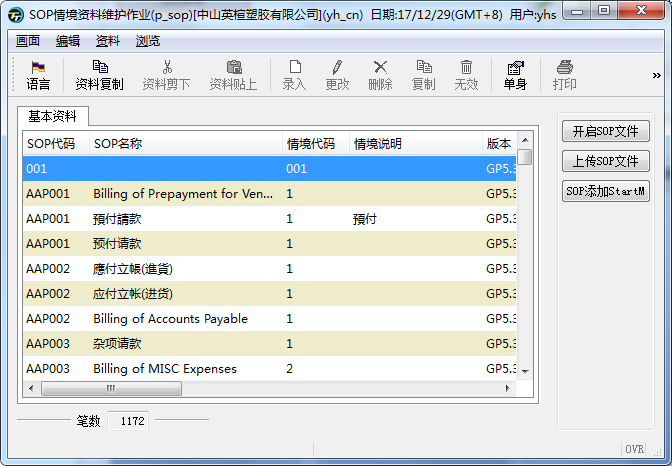 SOP情境资料维护作业(p_sop)[中山英楦塑胶有限公司](yh_cn) 日期:17/12/29(GMT+8) 用户:yhs
画面 编辑 资料 浏览
语言 资料复制 资料剪下 资料贴上 录入 更改 删除 复制 无效 单身 打印 »
基本资料
SOP代码 SOP名称 情境代码 情境说明 版本
001 001 GP5.3
AAP001 Billing of Prepayment for Ven... 1 GP5.3
AAP001 預付請款 1 預付 GP5.3
AAP001 预付请款 1 GP5.3
AAP002 應付立帳(進貨) 1 GP5.3
AAP002 应付立帐(进货) 1 GP5.3
AAP002 Billing of Accounts Payable 1 GP5.3
AAP003 杂项请款 1 GP5.3
AAP003 Billing of MISC Expenses 2 GP5.3
开启SOP文件
上传SOP文件
SOP添加StartM
笔数 1172
OVR